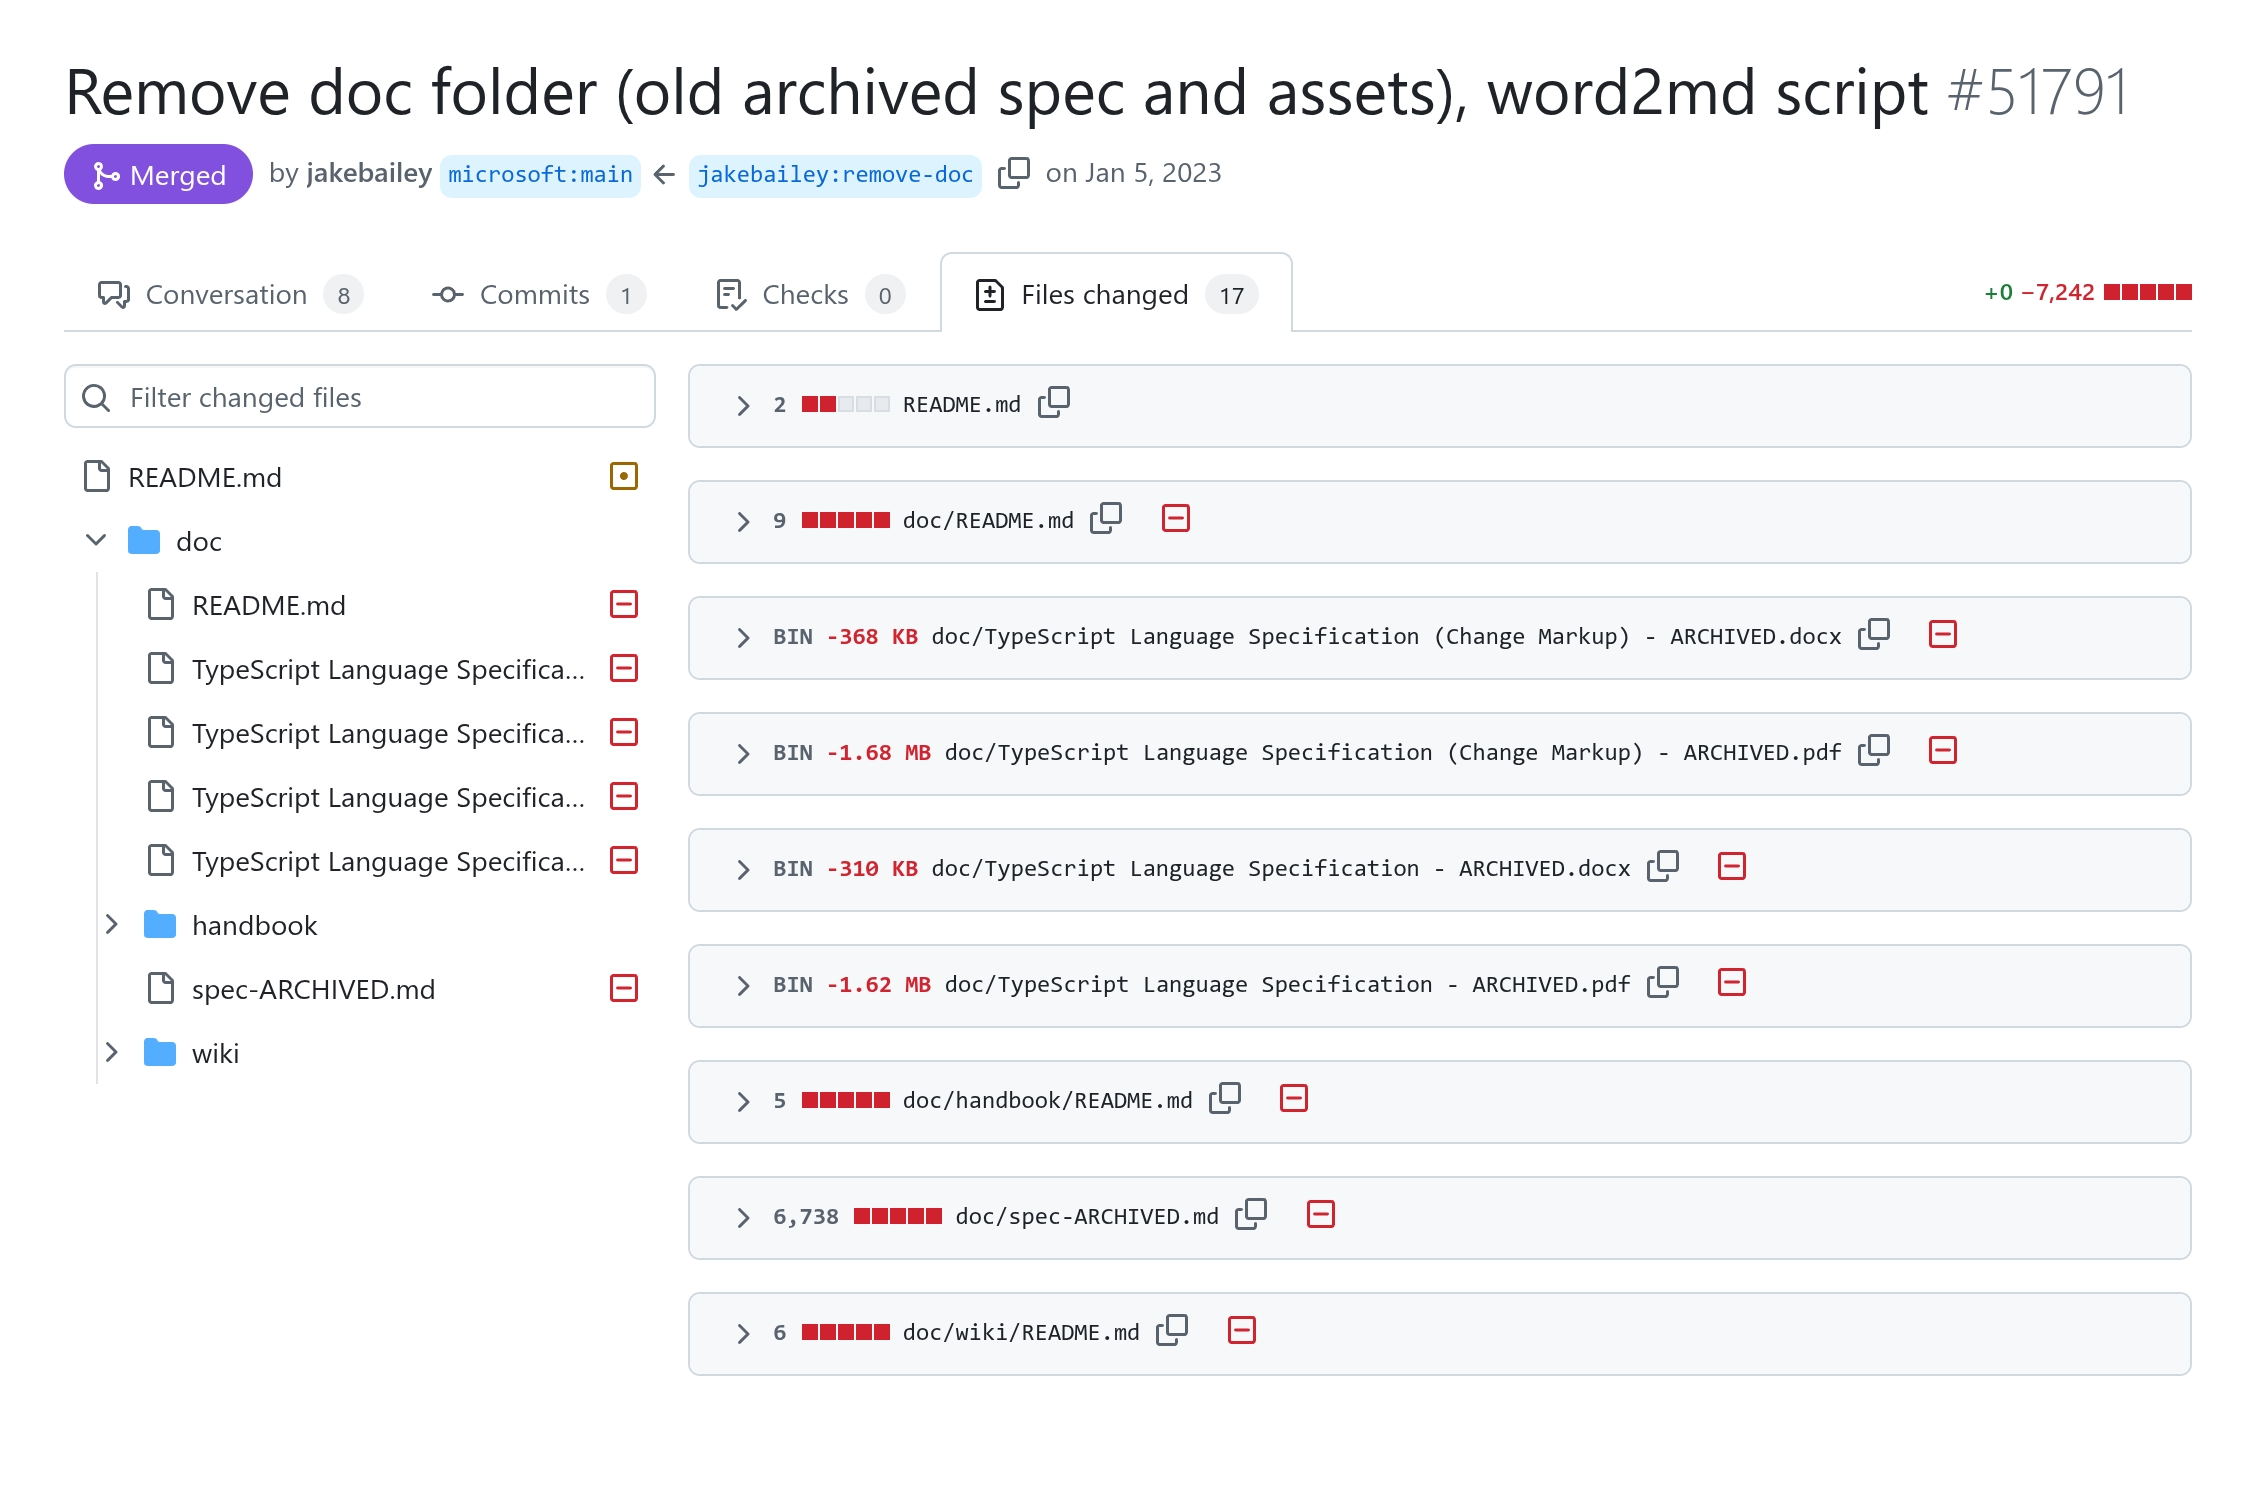 Remove doc folder (old archived spec and assets), word2md script #51791
Merged by jakebailey microsoft:main ← jakebailey:remove-doc on Jan 5, 2023
Conversation 8 Commits 1 Checks 0 Files changed 17 +0 −7,242
Filter changed files
README.md
doc
README.md
TypeScript Language Specifica...
TypeScript Language Specifica...
TypeScript Language Specifica...
TypeScript Language Specifica...
handbook
spec-ARCHIVED.md
wiki
2 README.md
9 doc/README.md
BIN -368 KB doc/TypeScript Language Specification (Change Markup) - ARCHIVED.docx
BIN -1.68 MB doc/TypeScript Language Specification (Change Markup) - ARCHIVED.pdf
BIN -310 KB doc/TypeScript Language Specification - ARCHIVED.docx
BIN -1.62 MB doc/TypeScript Language Specification - ARCHIVED.pdf
5 doc/handbook/README.md
6,738 doc/spec-ARCHIVED.md
6 doc/wiki/README.md